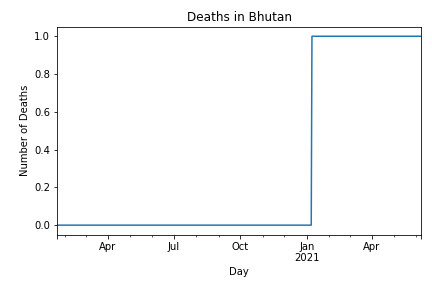 Deaths in Bhutan
Number of Deaths
1.0
0.8
0.6
0.4
0.2
0.0
Apr
Jul
Oct
Jan
2021
Apr
Day